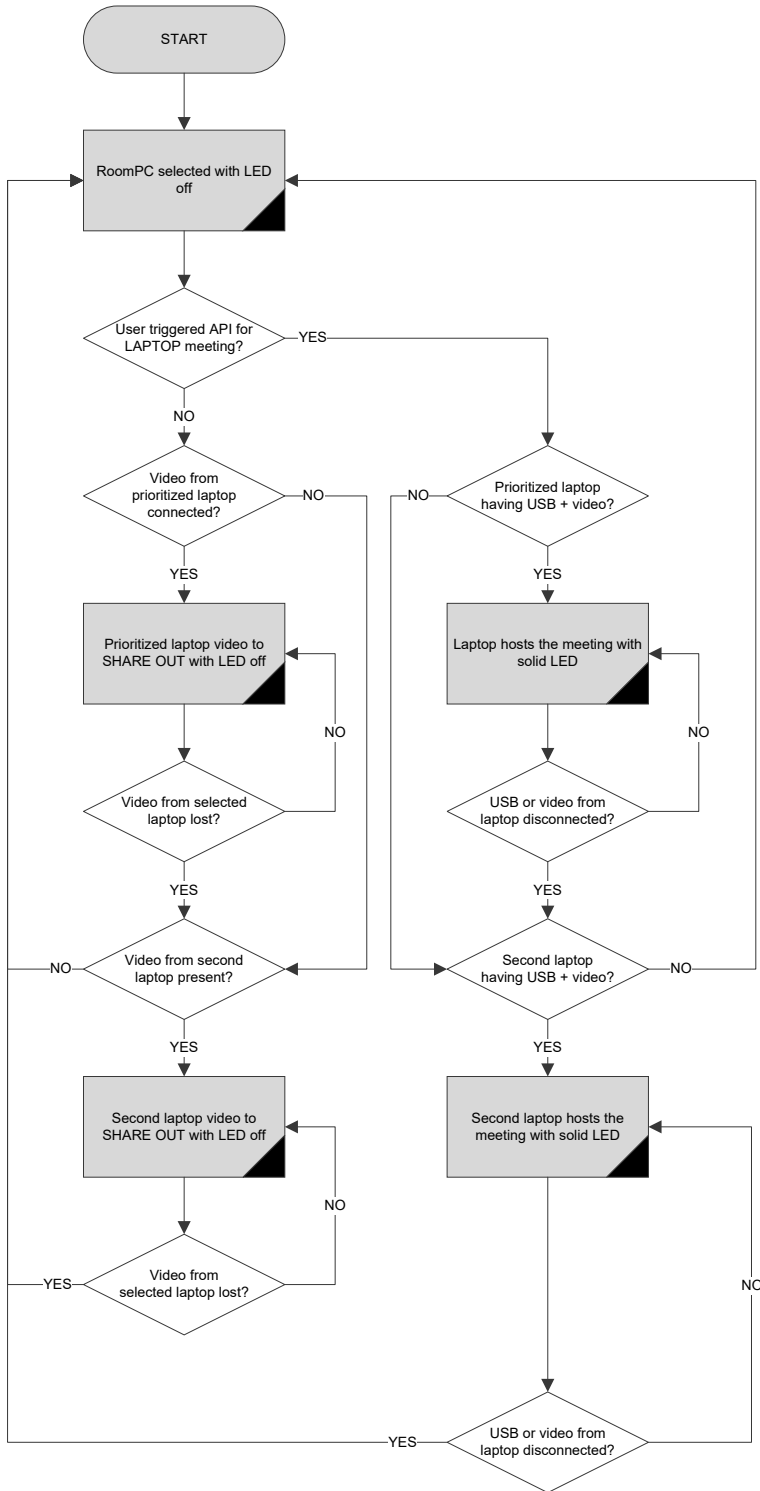 START
RoomPC selected with LED
off
User triggered API for
LAPTOP meeting?
YES
NO
Video from
prioritized laptop
connected?
NO
NO
Prioritized laptop
having USB + video?
YES
YES
Prioritized laptop video to
SHARE OUT with LED off
Laptop hosts the meeting with
solid LED
NO
NO
Video from selected
laptop lost?
USB or video from
laptop disconnected?
YES
YES
NO
Video from second
laptop present?
Second laptop
having USB + video?
NO
YES
YES
Second laptop video to
SHARE OUT with LED off
Second laptop hosts the
meeting with solid LED
NO
YES
Video from
selected laptop lost?
NO
YES
USB or video from
laptop disconnected?